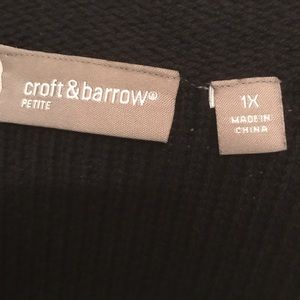 croft&barrow®
PETITE
1X
MADE IN
CHINA